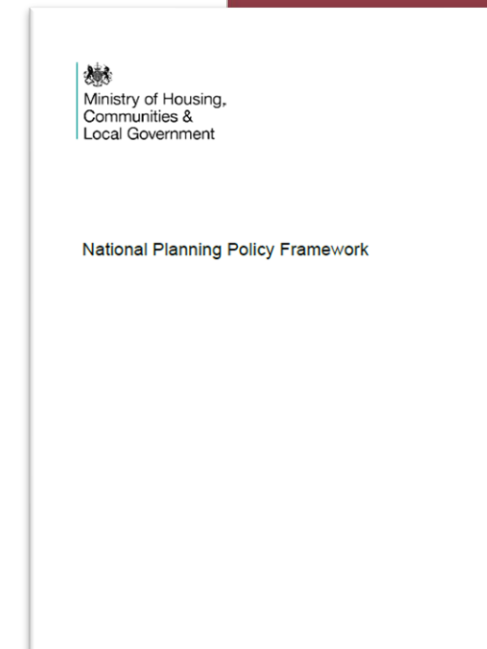 Ministry of Housing,
Communities &
Local Government
National Planning Policy Framework